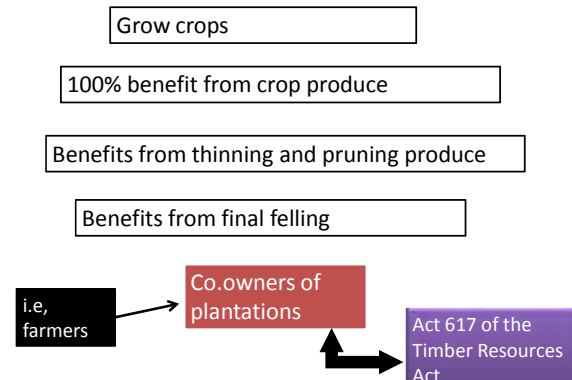 Grow crops
100% benefit from crop produce
Benefits from thinning and pruning produce
Benefits from final felling
Co.owners of
plantations
i.e,
farmers
Act 617 of the
Timber Resources
Act